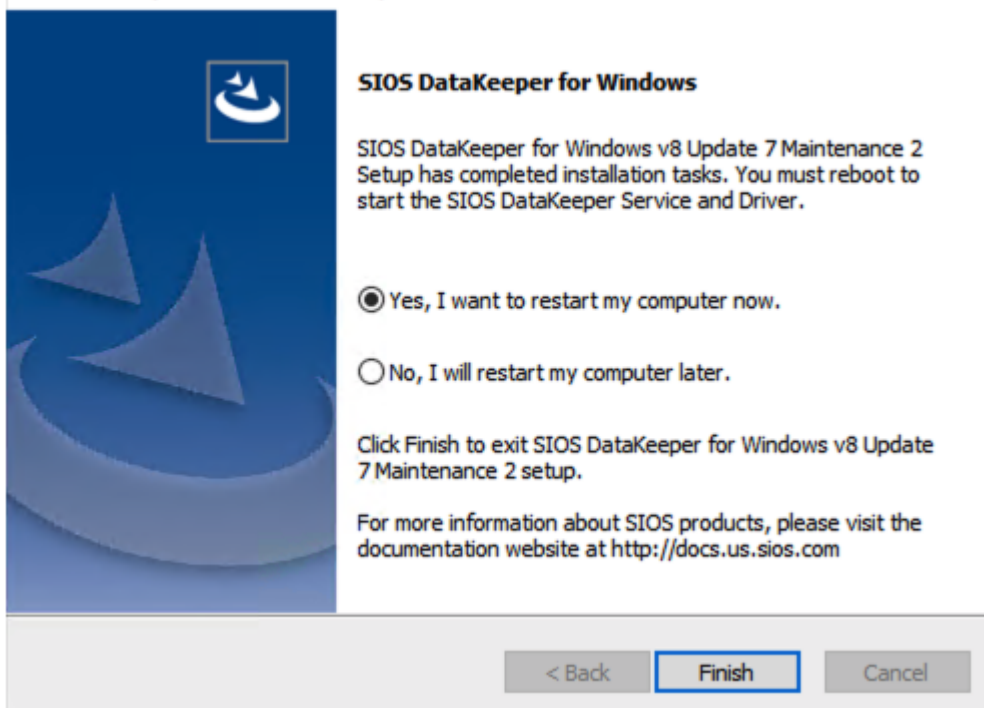 SIOS DataKeeper for Windows
SIOS DataKeeper for Windows v8 Update 7 Maintenance 2
Setup has completed installation tasks. You must reboot to
start the SIOS DataKeeper Service and Driver.
Yes, I want to restart my computer now.
No, I will restart my computer later.
Click Finish to exit SIOS DataKeeper for Windows v8 Update
7 Maintenance 2 setup.
For more information about SIOS products, please visit the
documentation website at http://docs.us.sios.com
< Back
Finish
Cancel